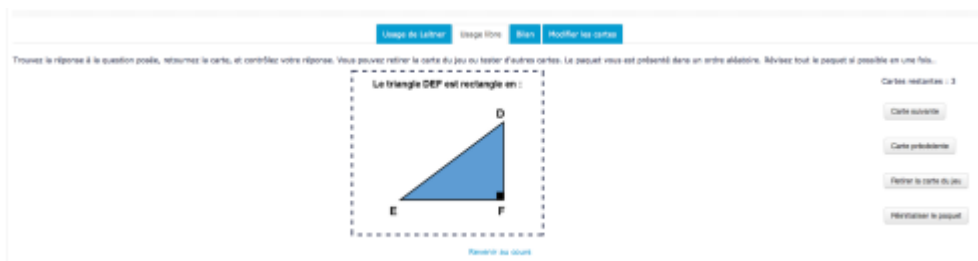 Usage de Leitner Usage libre Bilan Modifier les cartes
Trouvez la réponse à la question posée, retournez la carte, et contrôlez votre réponse. Vous pouvez retirer la carte du jeu ou tester d'autres cartes. Le paquet vous est présenté dans un ordre aléatoire. Révisez tout le paquet si possible en une fois.
Le triangle DEF est rectangle en :
Cartes restantes : 3
D
Carte suivante
Carte précédente
Retirer la carte du jeu
E F
Réinitialiser le paquet
Revenir au cours